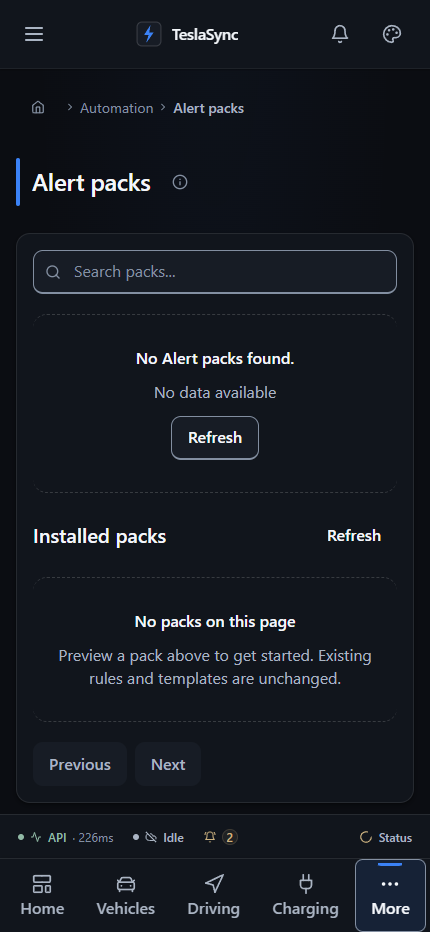 TeslaSync
Automation
Alert packs
Alert packs
Search packs...
No Alert packs found.
No data available
Refresh
Installed packs
Refresh
No packs on this page
Preview a pack above to get started. Existing
rules and templates are unchanged.
Previous
Next
API · 226ms
Idle
2
Status
Home
Vehicles
Driving
Charging
More